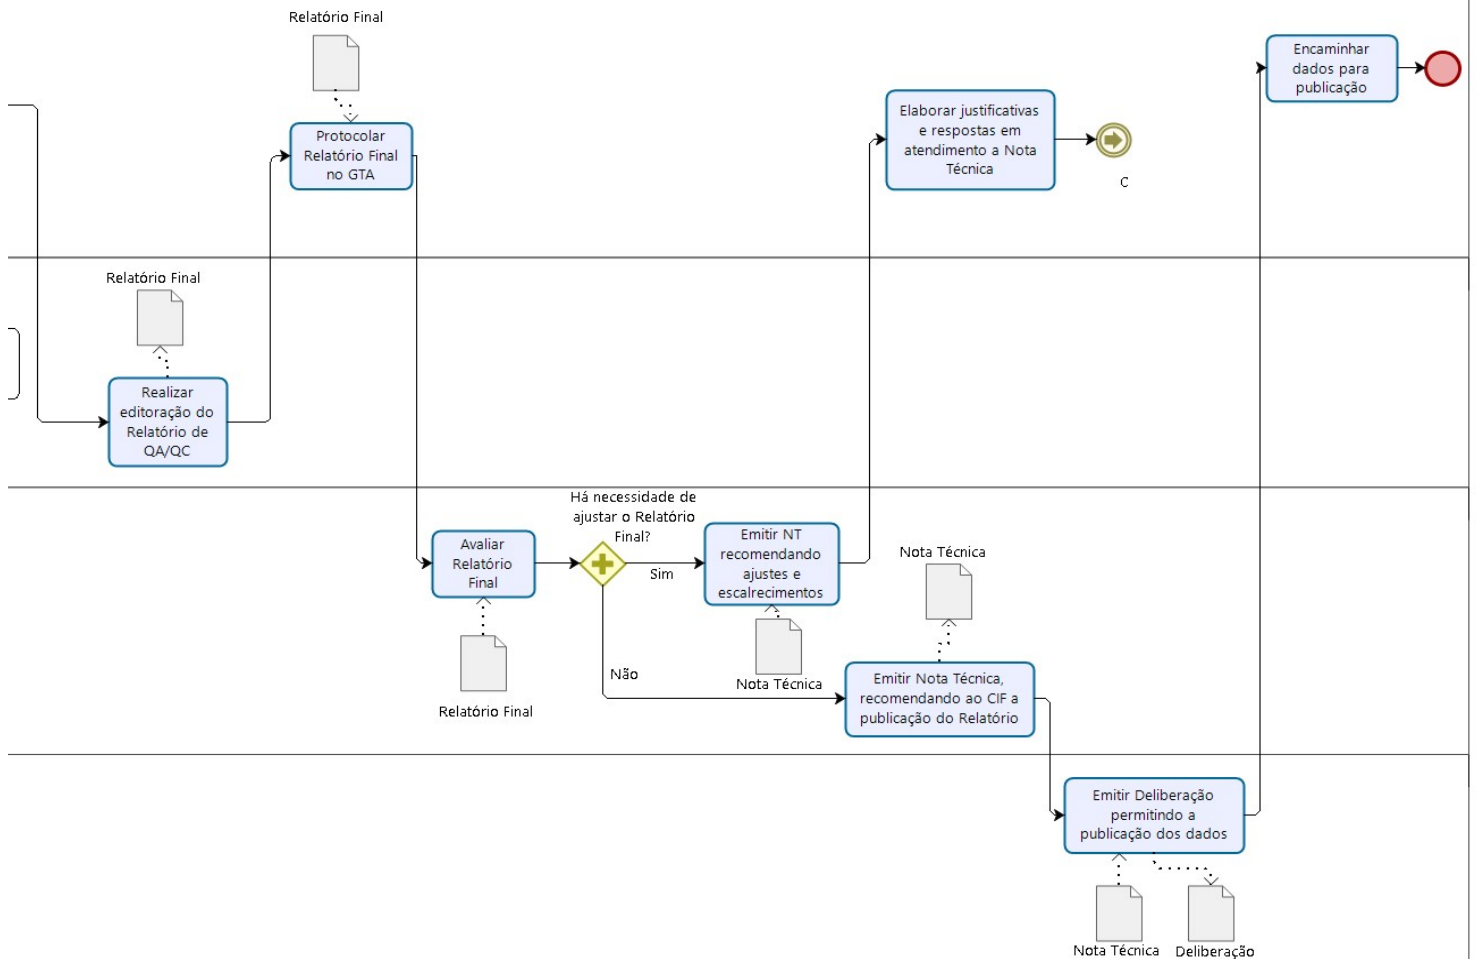 Relatório Final
Protocolar
Relatório Final
no GTA
Elaborar justificativas
e respostas em
atendimento a Nota
Técnica
C
Encaminhar
dados para
publicação
Relatório Final
Realizar
editoração do
Relatório de
QA/QC
Há necessidade de
ajustar o Relatório
Final?
Avaliar
Relatório
Final
Sim
Emitir NT
recomendando
ajustes e
escalrecimentos
Nota Técnica
Relatório Final
Não
Nota Técnica
Emitir Nota Técnica,
recomendando ao CIF a
publicação do Relatório
Emitir Deliberação
permitindo a
publicação dos dados
Nota Técnica
Deliberação